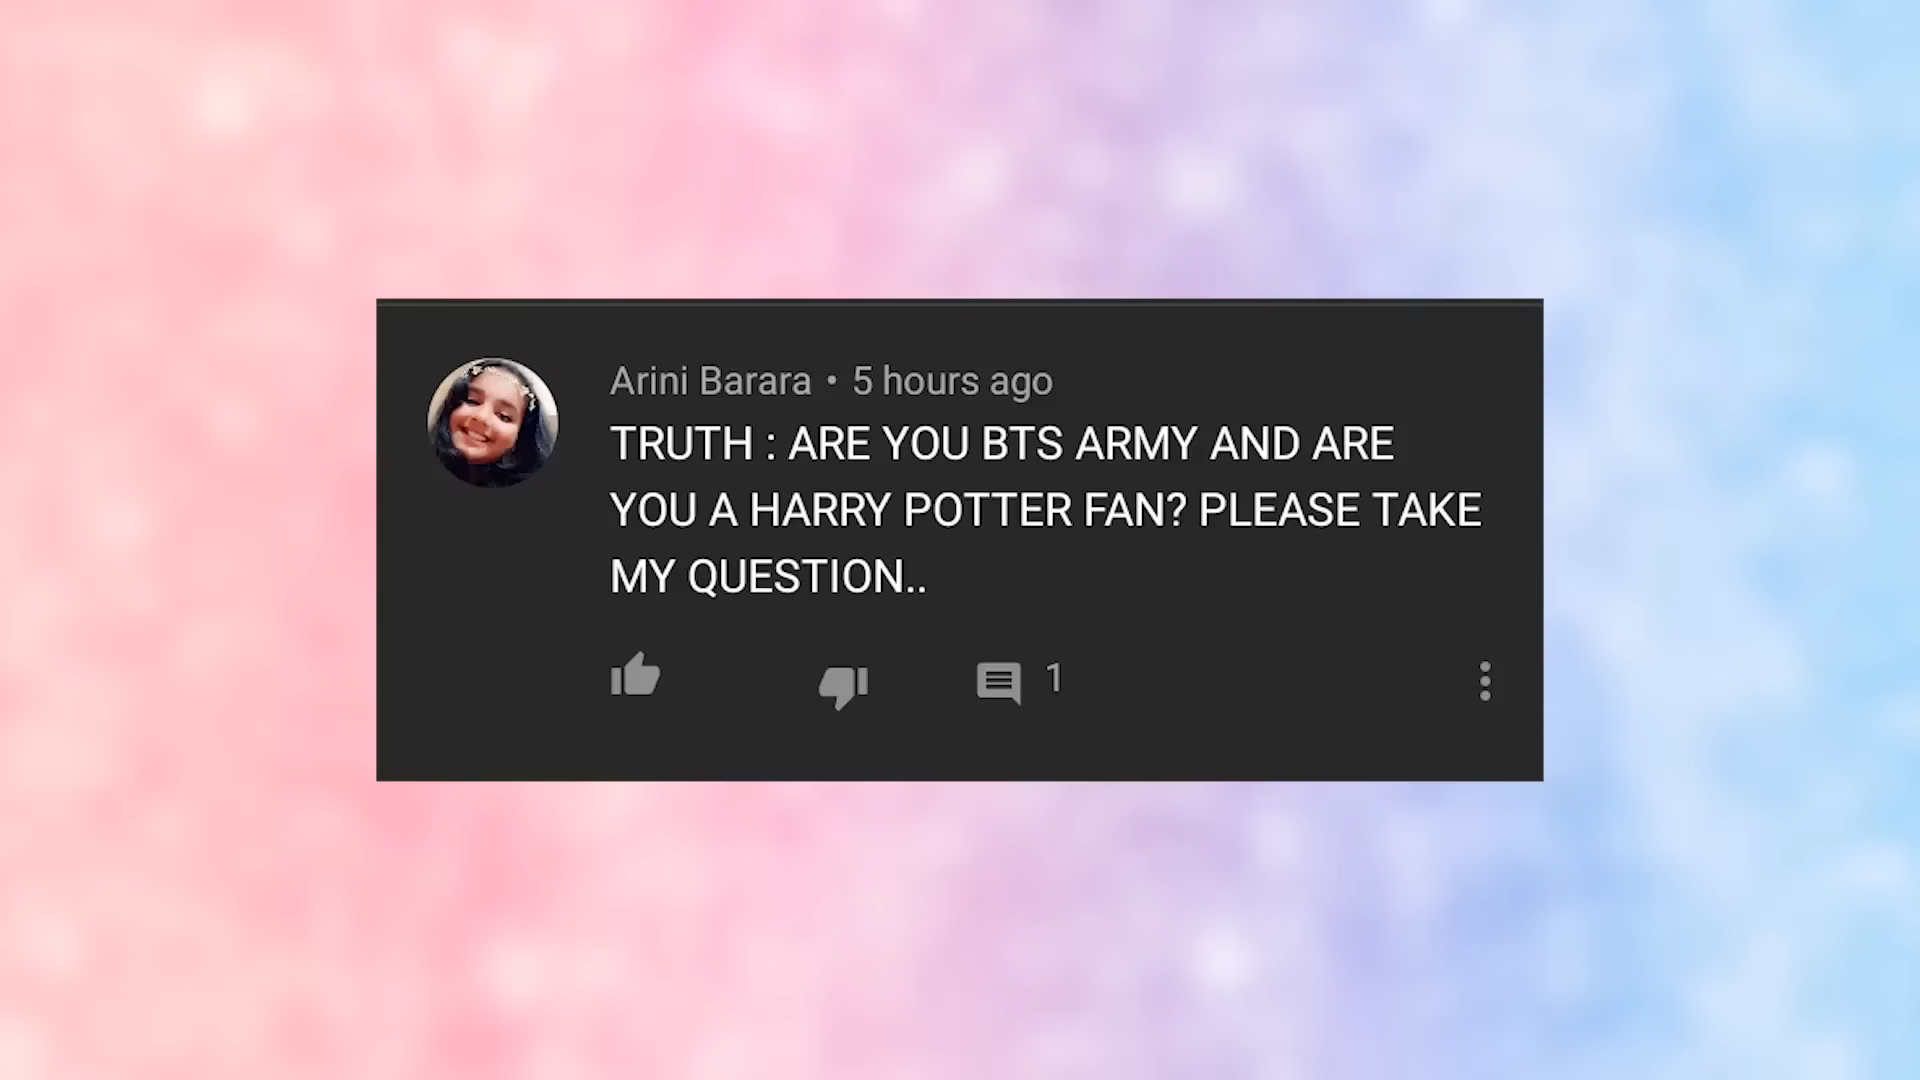 Arini Barara • 5 hours ago
TRUTH : ARE YOU BTS ARMY AND ARE
YOU A HARRY POTTER FAN? PLEASE TAKE
MY QUESTION..
1